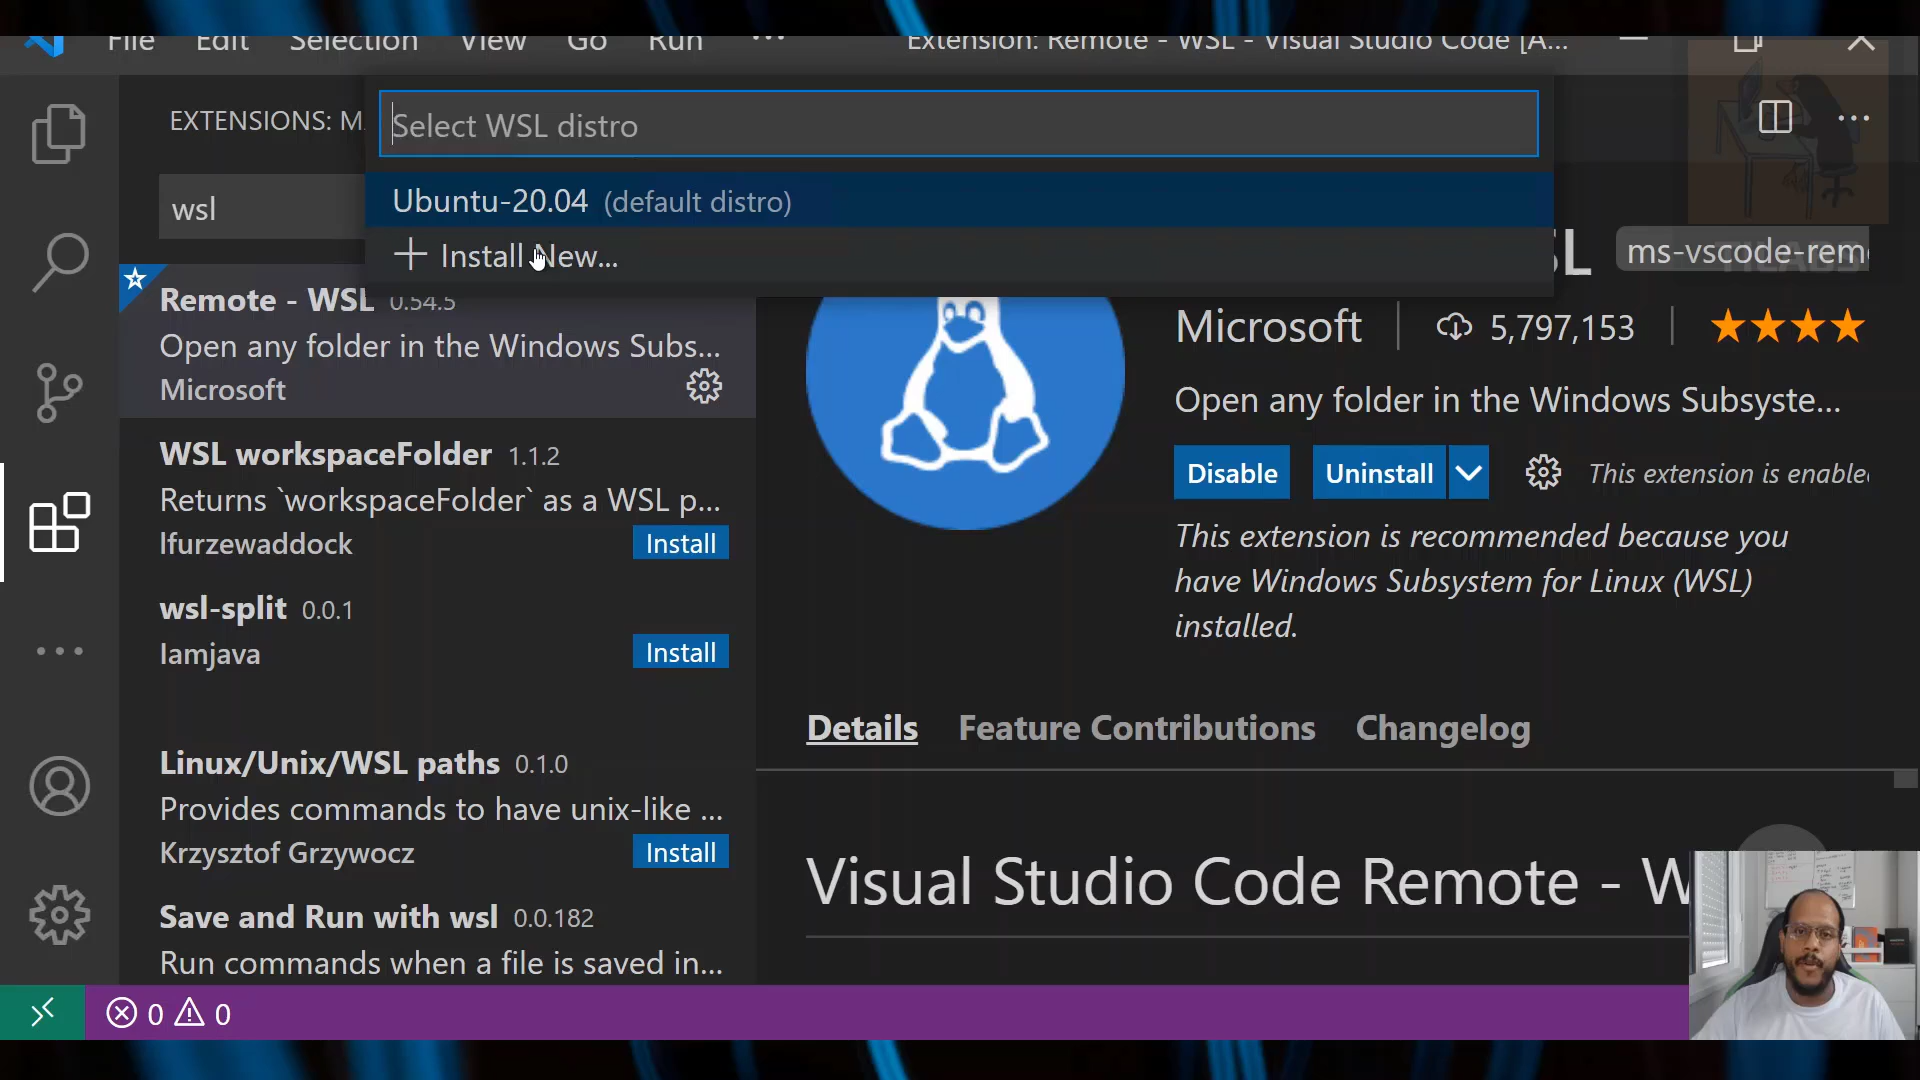 File Edit Selection View Go Run ...
Extension: Remote - WSL - Visual Studio Code [A...
EXTENSIONS: M
Select WSL distro
Ubuntu-20.04 (default distro)
Install New...
wsl
Remote - WSL 0.54.5
Open any folder in the Windows Subs...
Microsoft
WSL workspaceFolder 1.1.2
Returns `workspaceFolder` as a WSL p...
lfurzewaddock
Install
wsl-split 0.0.1
Iamjava
Install
Linux/Unix/WSL paths 0.1.0
Provides commands to have unix-like ...
Krzysztof Grzywocz
Install
Save and Run with wsl 0.0.182
Run commands when a file is saved in...
SL
ms-vscode-rem
Microsoft 5,797,153
Open any folder in the Windows Subsyste...
Disable Uninstall This extension is enable
This extension is recommended because you
have Windows Subsystem for Linux (WSL)
installed.
Details Feature Contributions Changelog
Visual Studio Code Remote - W
0 0